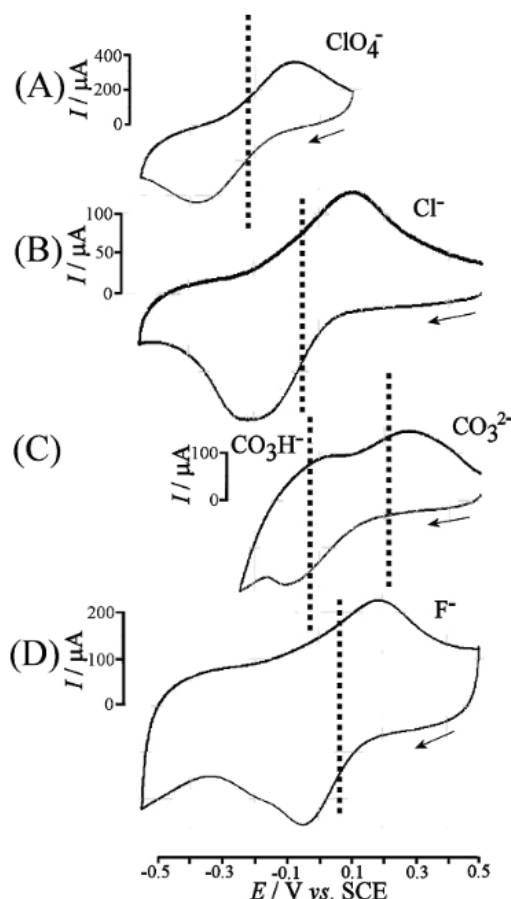 (A)
I / μA
400
200
0
ClO₄⁻
(B)
I / μA
100
50
0
Cl⁻
(C)
I / μA
100
0
CO₃H⁻
CO₃²⁻
(D)
I / μA
200
100
0
F⁻
-0.5 -0.3 -0.1 0.1 0.3 0.5
E / V vs. SCE